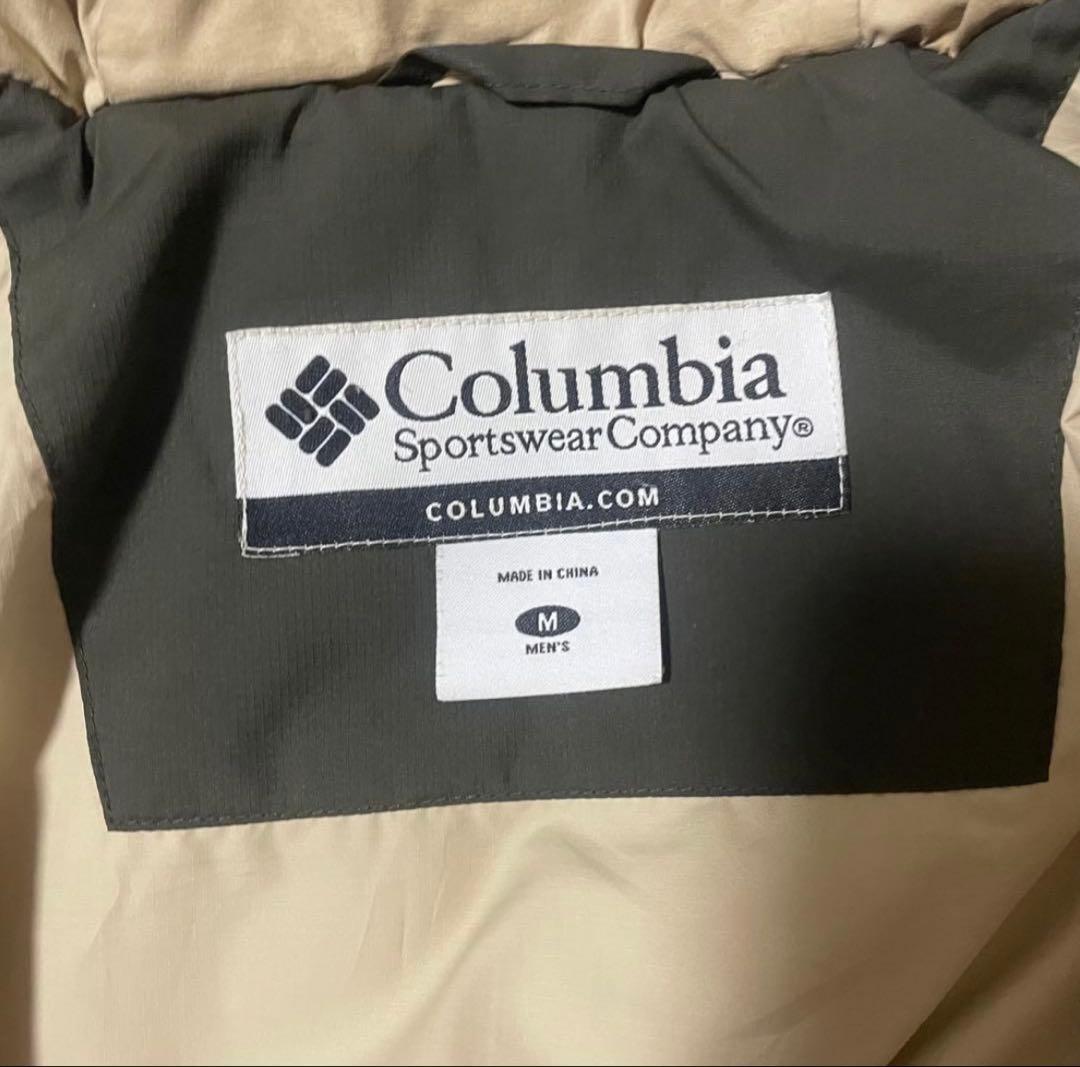 Columbia
Sportswear Company®
COLUMBIA.COM
MADE IN CHINA
M
MEN'S